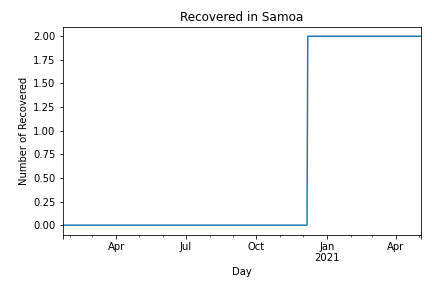 Recovered in Samoa
Number of Recovered
2.00
1.75
1.50
1.25
1.00
0.75
0.50
0.25
0.00
Apr
Jul
Oct
Jan
2021
Apr
Day